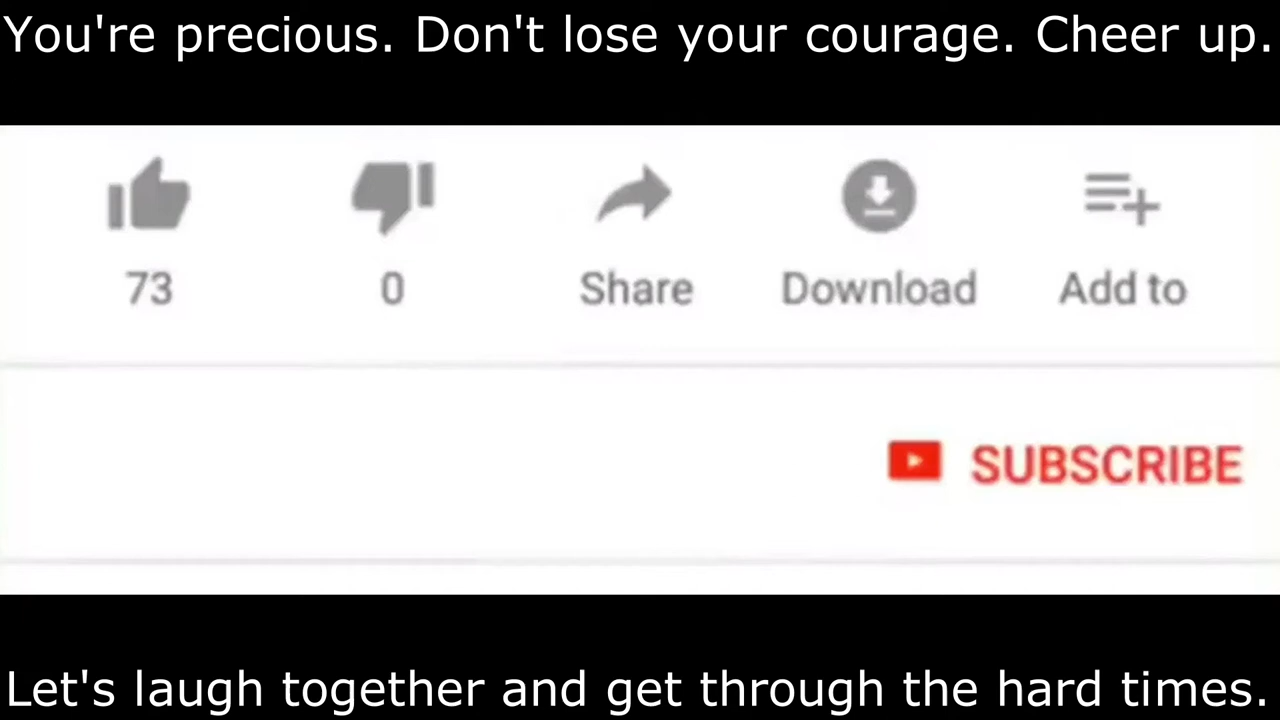 You're precious. Don't lose your courage. Cheer up.
73 0 Share Download Add to
SUBSCRIBE
Let's laugh together and get through the hard times.